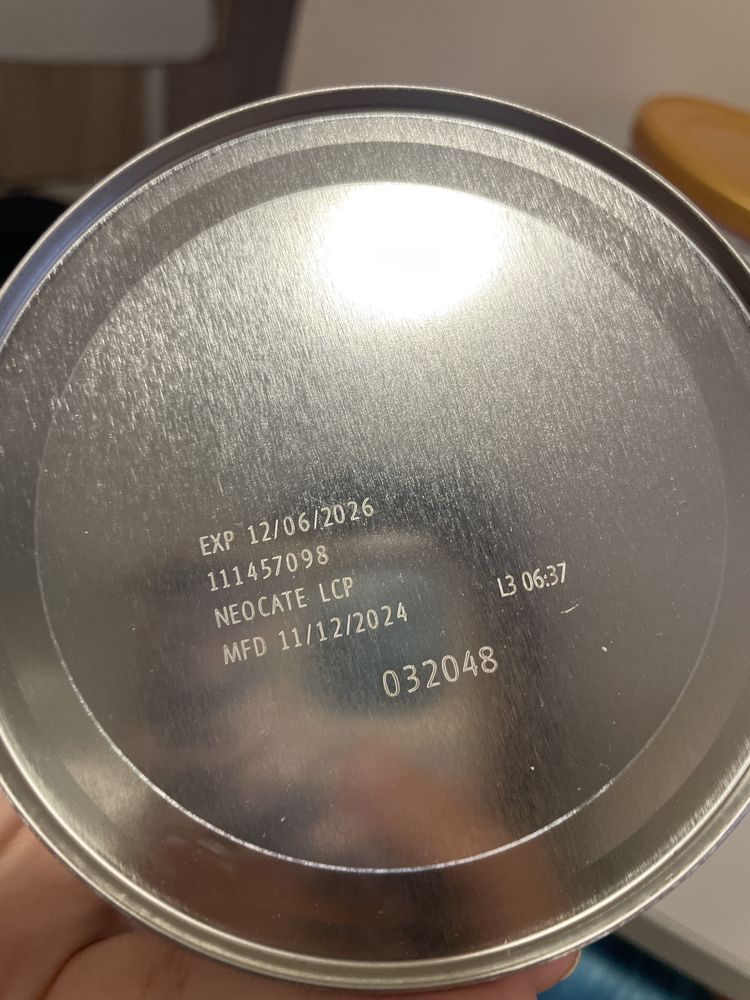 EXP 12/06/2026
111457098
NEOCATE LCP
MFD 11/12/2024
L3 06:37
032048